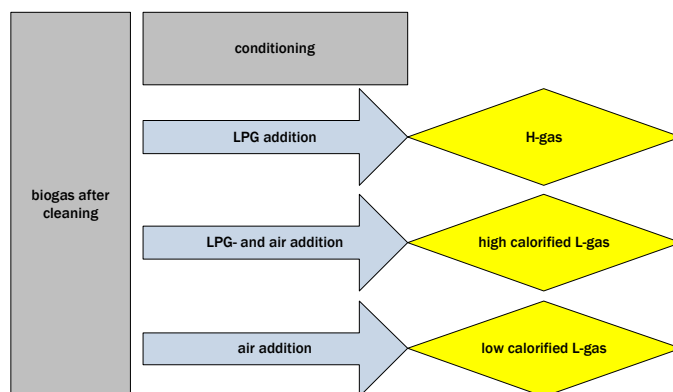 conditioning
LPG addition
H-gas
biogas after
cleaning
LPG- and air addition
high calorified L-gas
air addition
low calorified L-gas